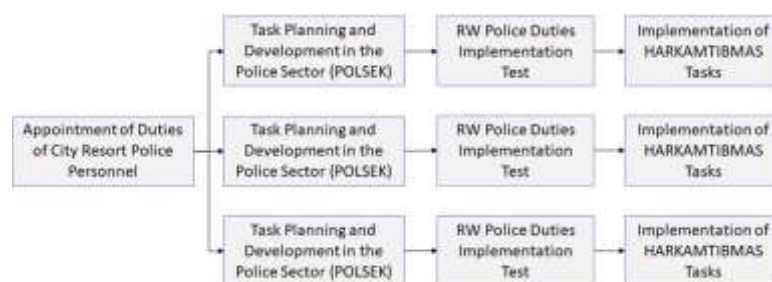 Task Planning and
Development in the
Police Sector (POLSEK)
RW Police Duties
Implementation
Test
Implementation of
HARKAMTIBMAS
Tasks
Appointment of Duties
of City Resort Police
Personnel
Task Planning and
Development in the
Police Sector (POLSEK)
RW Police Duties
Implementation
Test
Implementation of
HARKAMTIBMAS
Tasks
Task Planning and
Development in the
Police Sector (POLSEK)
RW Police Duties
Implementation
Test
Implementation of
HARKAMTIBMAS
Tasks